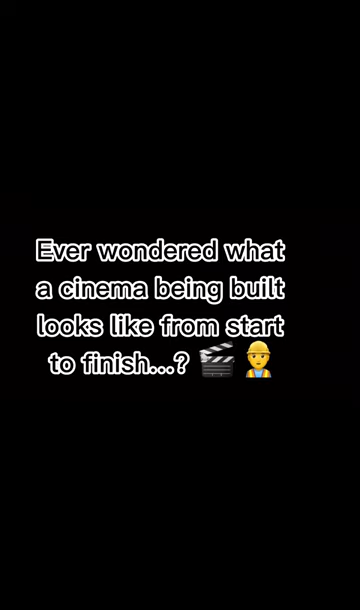 Ever wondered what
a cinema being built
looks like from start
to finish...? 🎬 👷